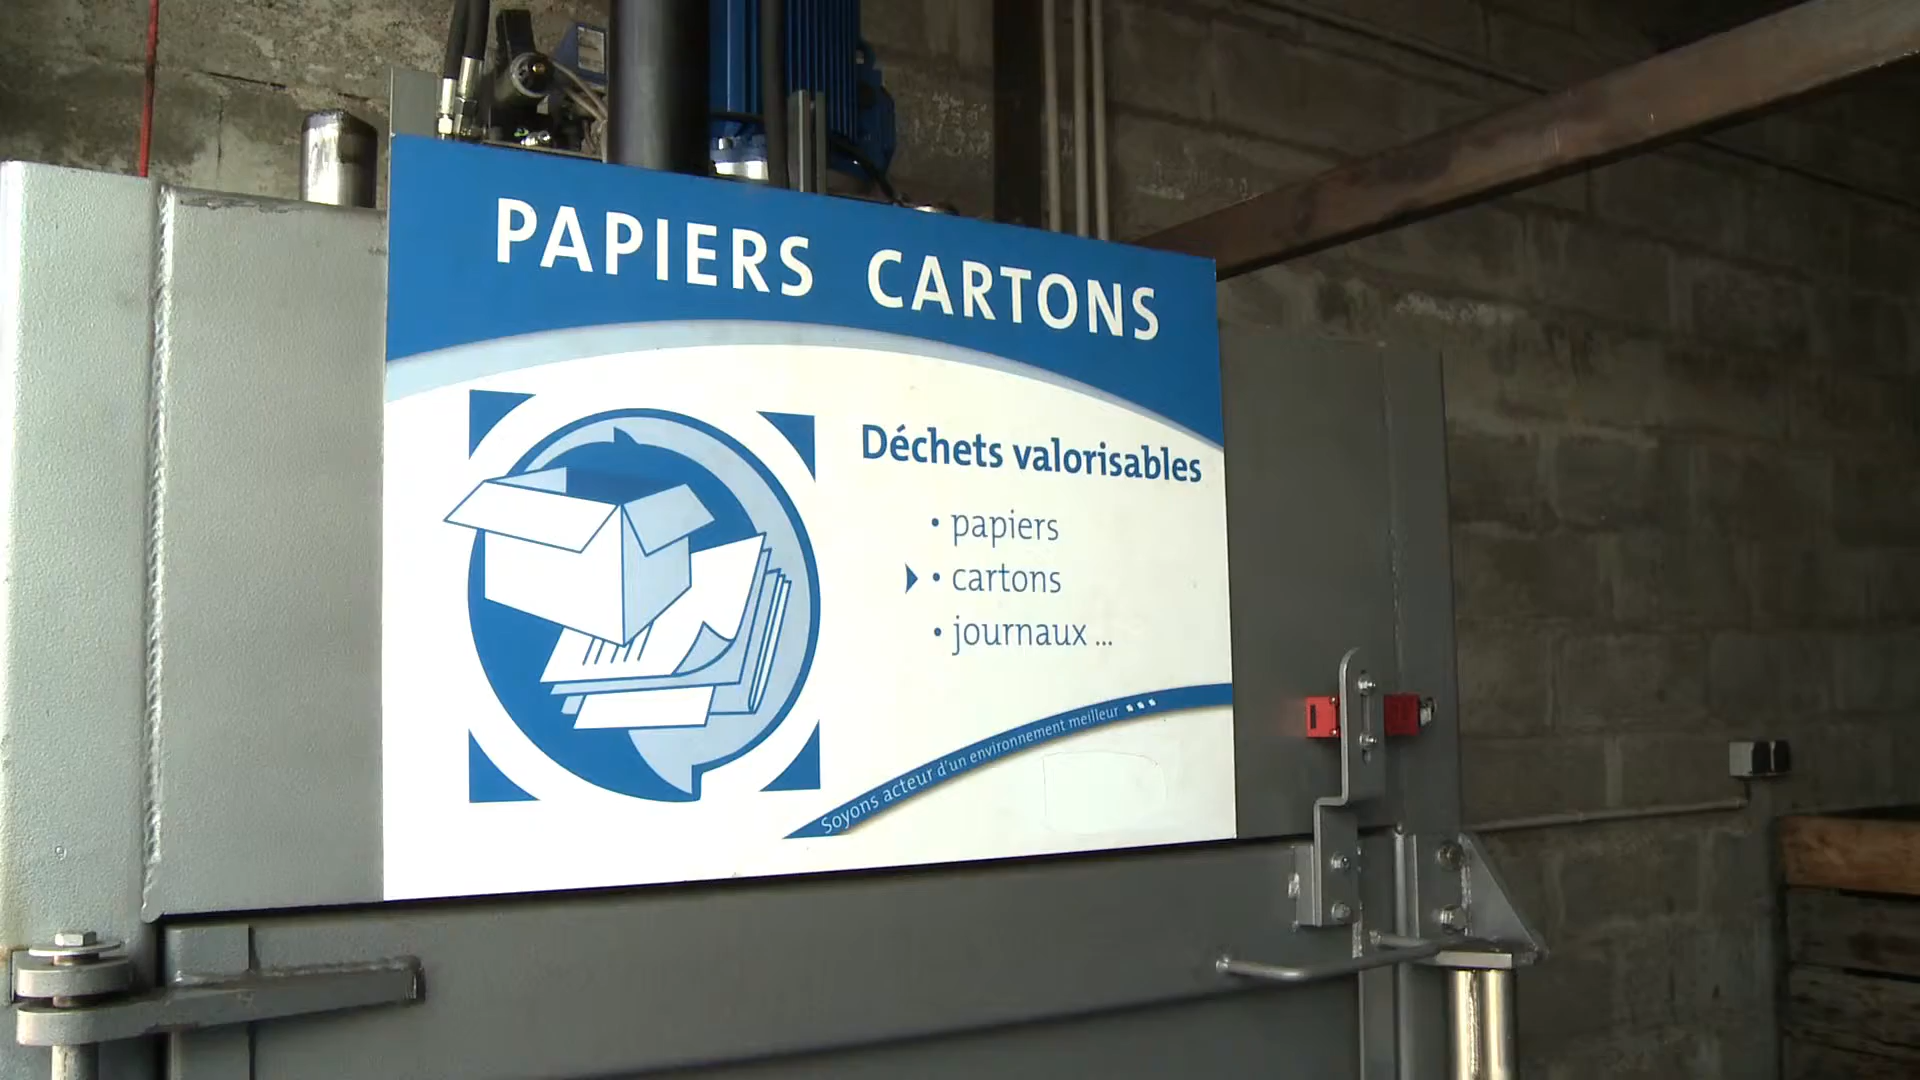 PAPIERS CARTONS
Déchets valorisables
• papiers
• cartons
• journaux ...
Soyons acteur d'un environnement meilleur